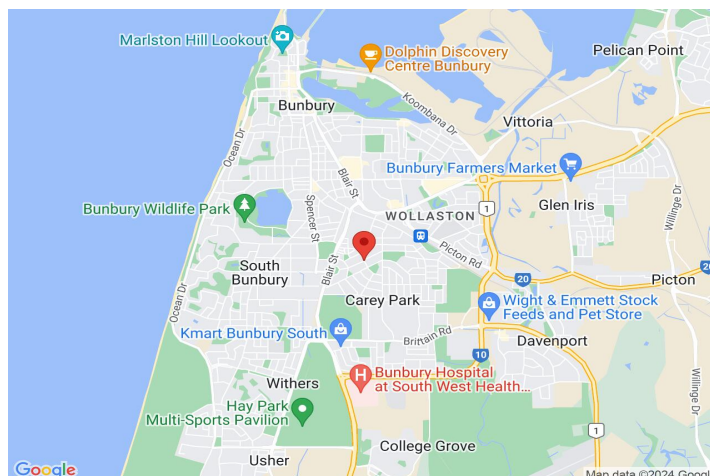 Marlston Hill Lookout
Dolphin Discovery
Centre Bunbury
Pelican Point
Bunbury
Koombana Dr
Vittoria
Ocean Dr
Blair St
Bunbury Farmers Market
Bunbury Wildlife Park
Spencer St
WOLLASTON
1
Glen Iris
Willinge Dr
Picton Rd
South
Bunbury
Blair St
20
20
Picton
Ocean Dr
Carey Park
Wight & Emmett Stock
Feeds and Pet Store
Kmart Bunbury South
Brittain Rd
Davenport
10
Bunbury Hospital
at South West Health...
Withers
Willinge Dr
Hay Park
Multi-Sports Pavilion
H
1
College Grove
Usher
Google
Map data ©2024 Google